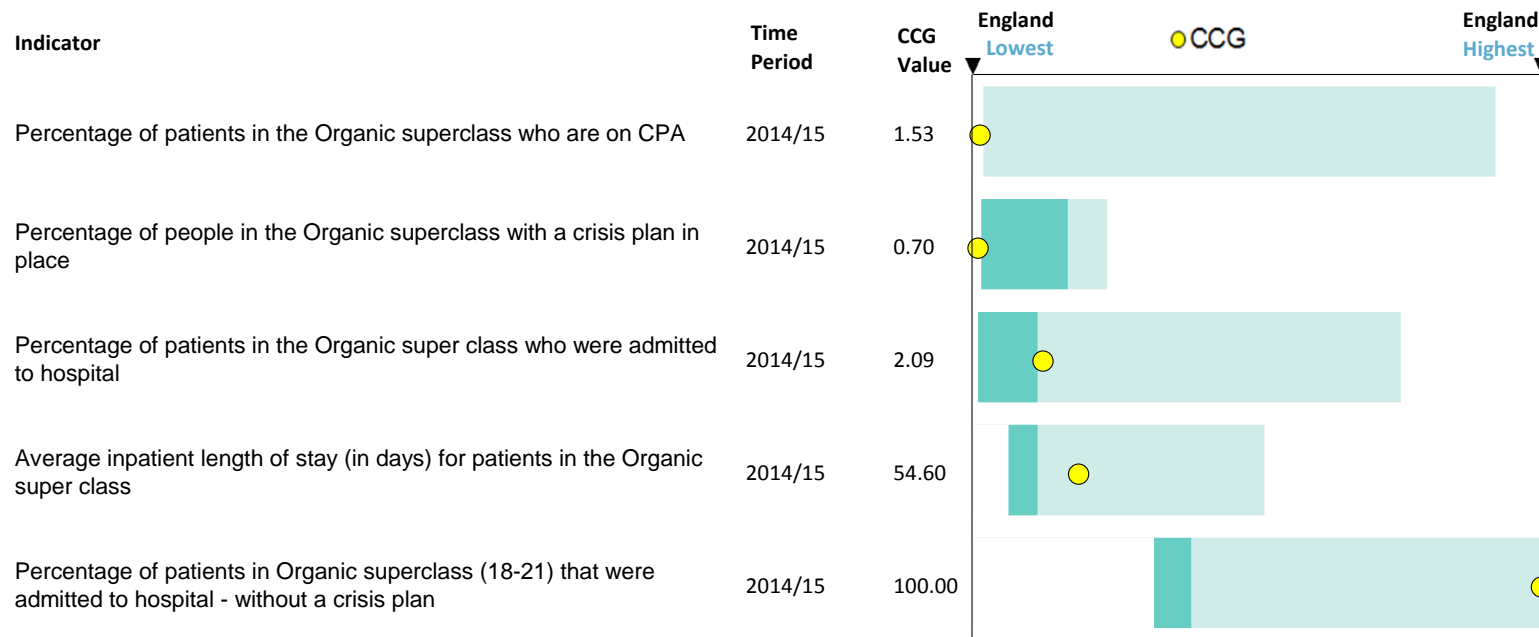 Indicator
Time Period
CCG Value
England Lowest
CCG
England Highest
Percentage of patients in the Organic superclass who are on CPA
2014/15
1.53
Percentage of people in the Organic superclass with a crisis plan in
place
2014/15
0.70
Percentage of patients in the Organic super class who were admitted
to hospital
2014/15
2.09
Average inpatient length of stay (in days) for patients in the Organic
super class
2014/15
54.60
Percentage of patients in Organic superclass (18-21) that were
admitted to hospital - without a crisis plan
2014/15
100.00